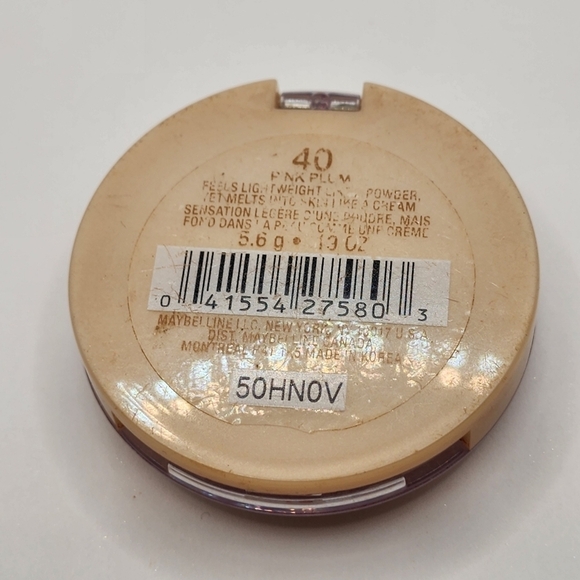 40
PINK PLUM
FEELS LIGHTWEIGHT LIKE POWDER,
YET MELTS INTO SKIN LIKE A CREAM
SENSATION LÉGÈRE D'UNE POUDRE, MAIS
FOND DANS LA PEAU COMME UNE CRÈME
5.6 g • .19 OZ
0 41554 27580 3
MAYBELLINE LLC, NEW YORK, NY 10017 U.S.A.
DIST. MAYBELLINE CANADA,
MONTREAL MADE IN KOREA
50HN0V